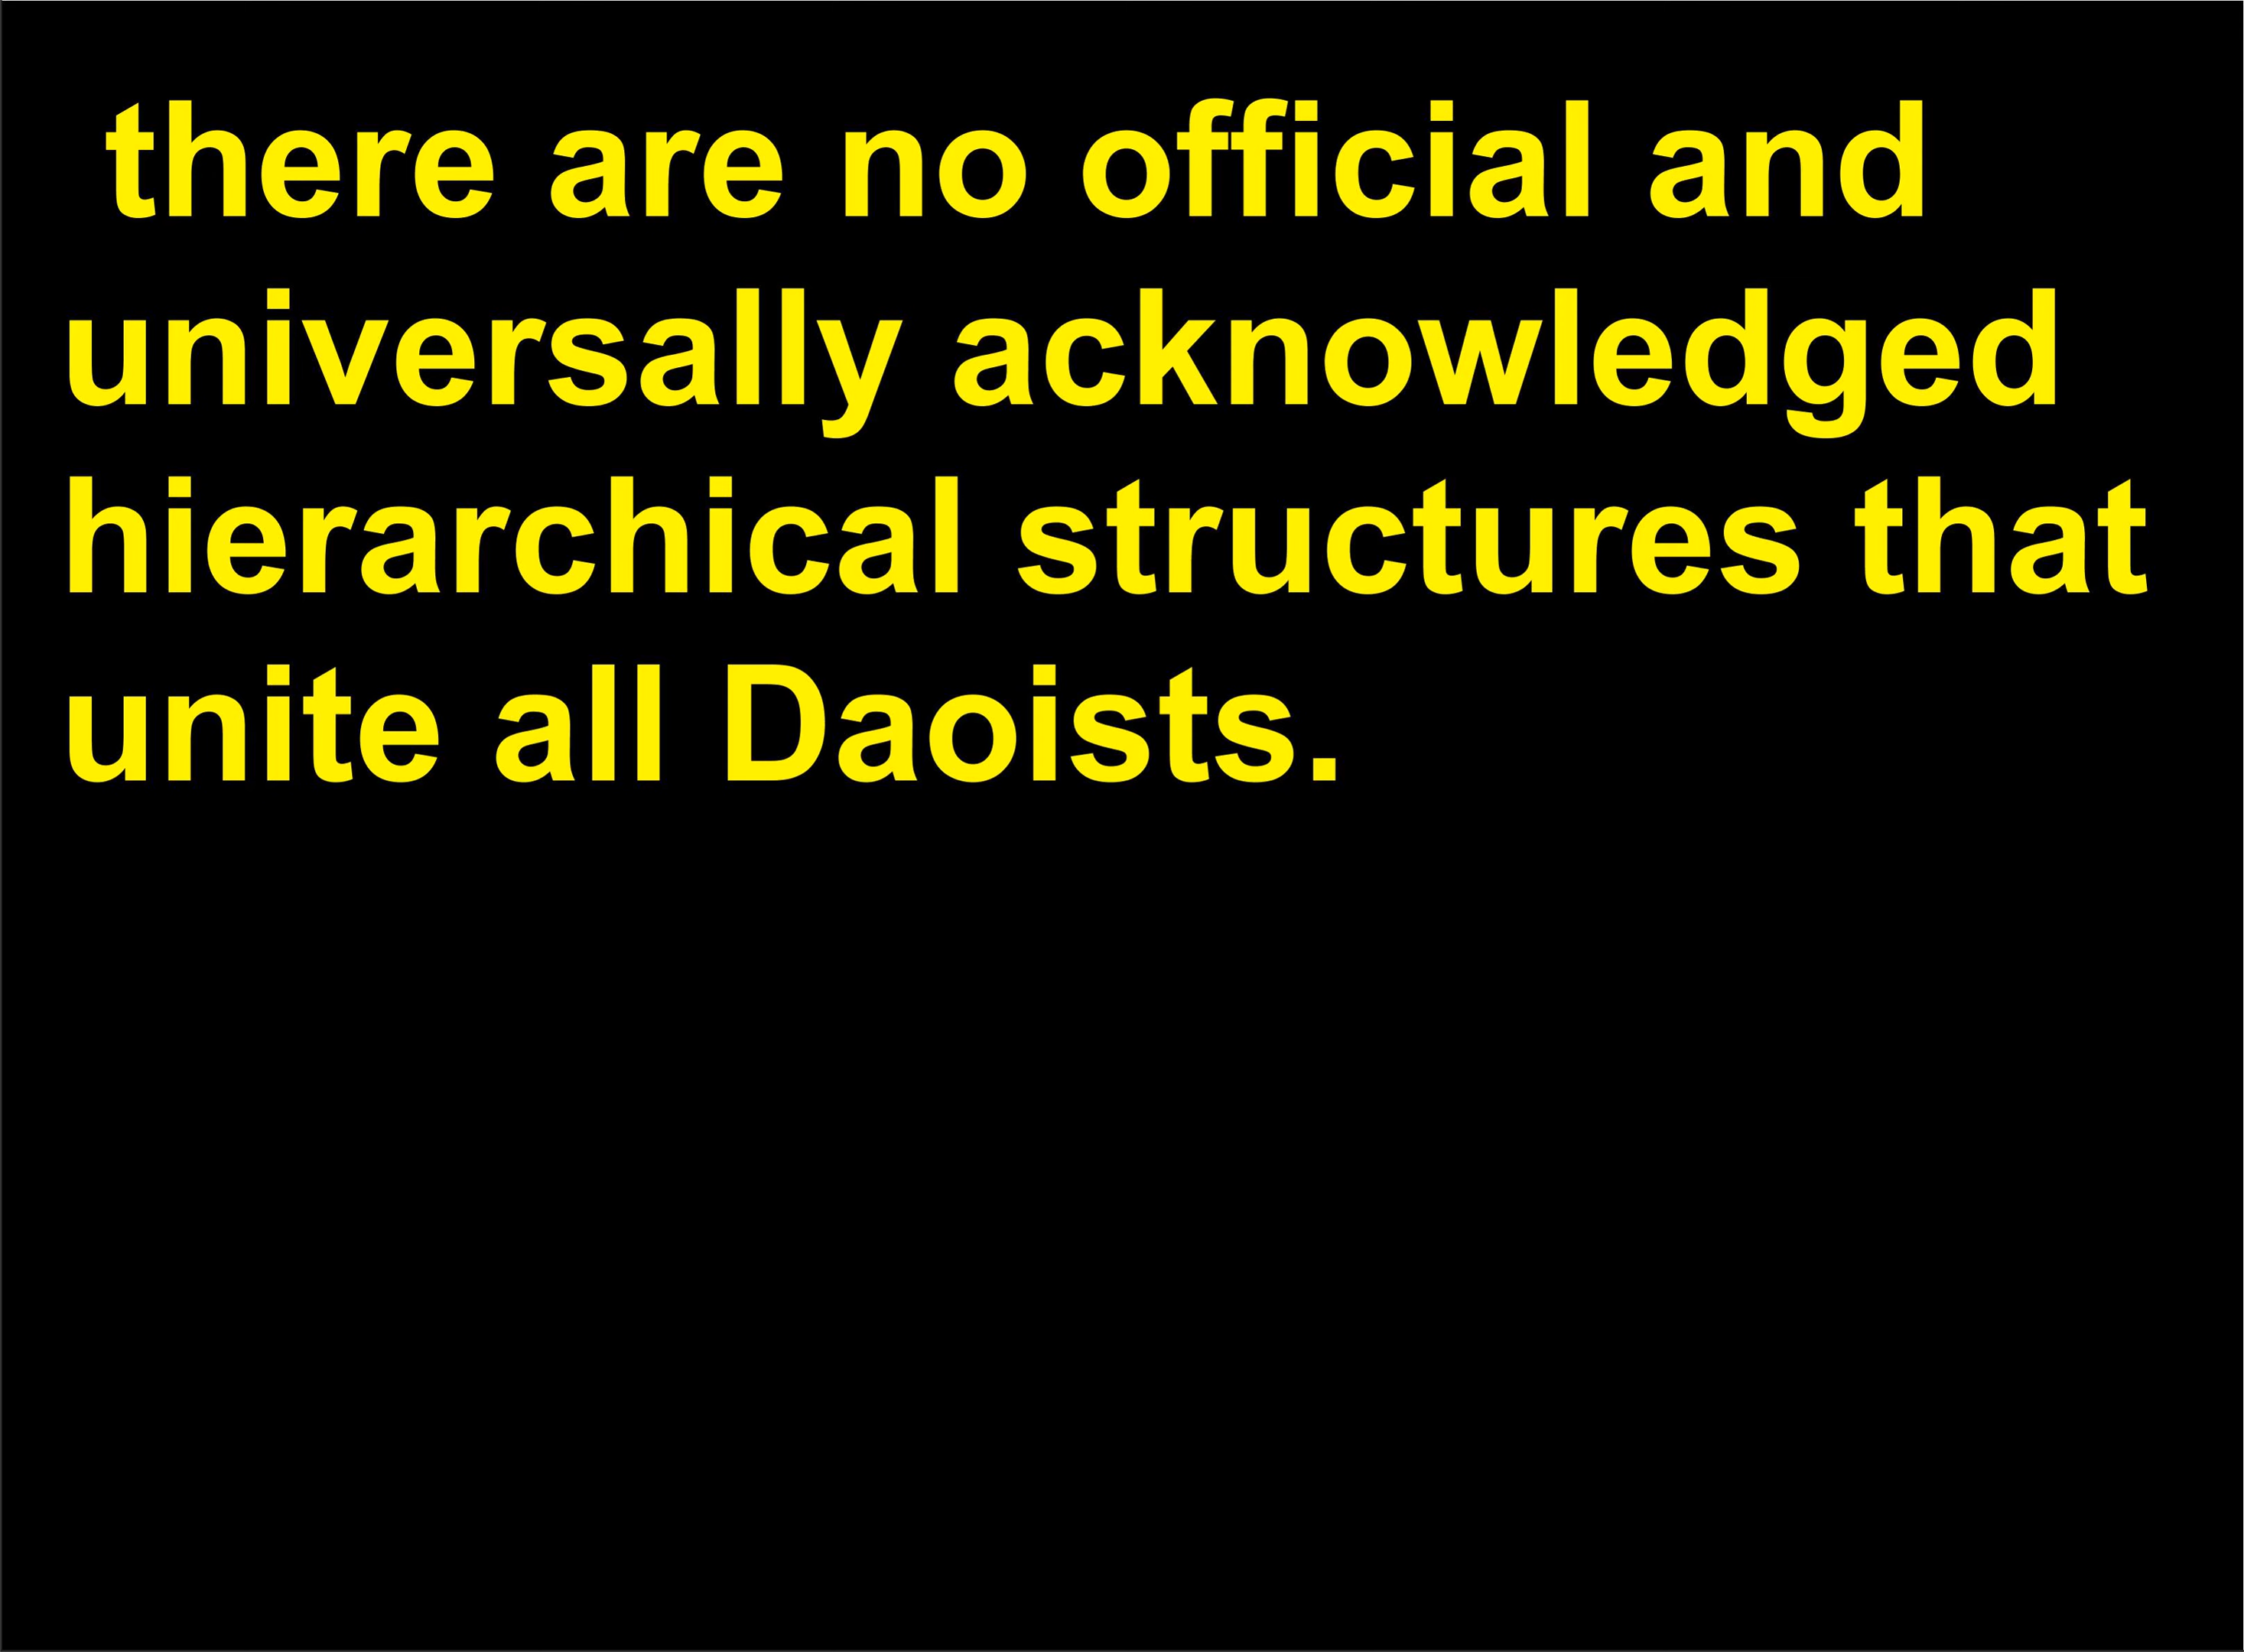 there are no official and
universally acknowledged
hierarchical structures that
unite all Daoists.